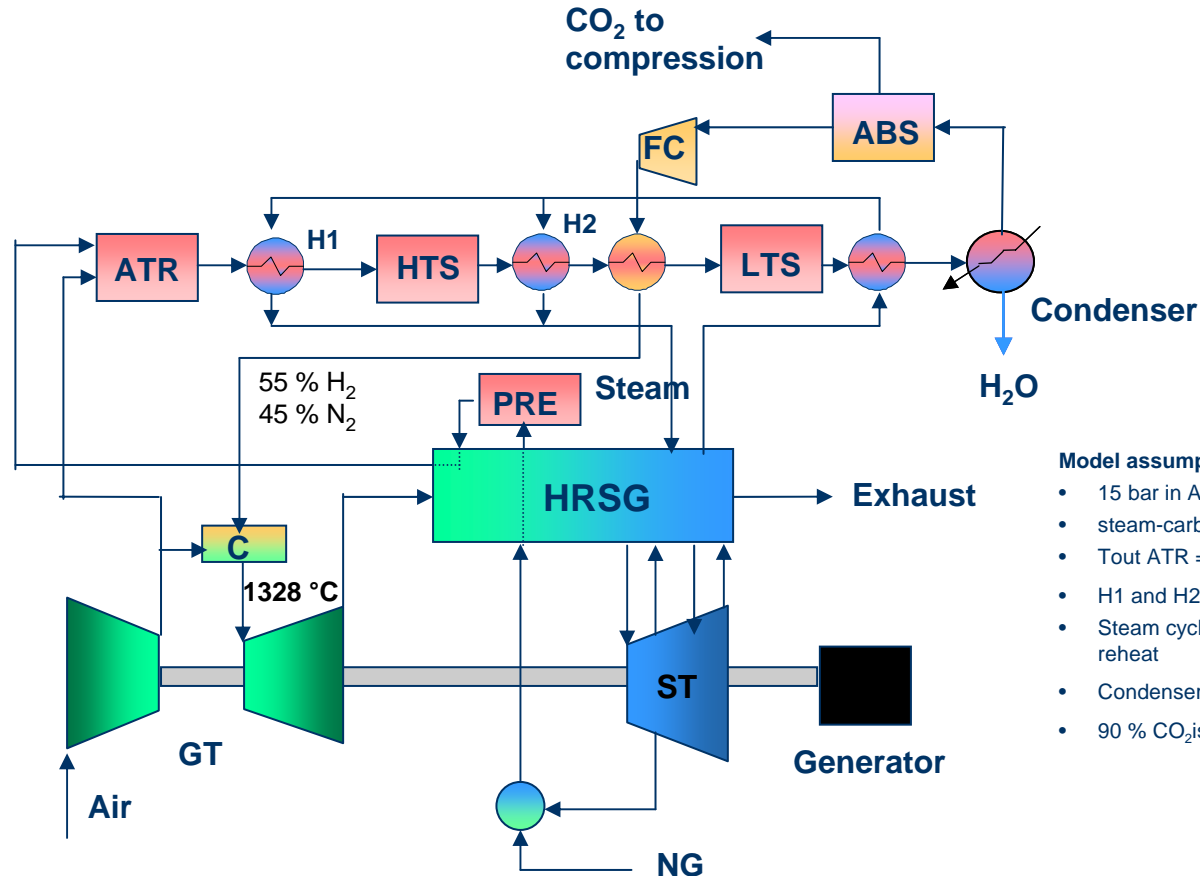 CO₂ to
compression
ABS
FC
H1
H2
ATR
HTS
LTS
Condenser
H₂O
55 % H₂
45 % N₂
Steam
PRE
HRSG
Exhaust
C
1328 °C
ST
GT
Generator
Air
NG
Model assump
• 15 bar in A
• steam-carb
• Tout ATR =
• H1 and H2
• Steam cycl
reheat
• Condenser
• 90 % CO₂is